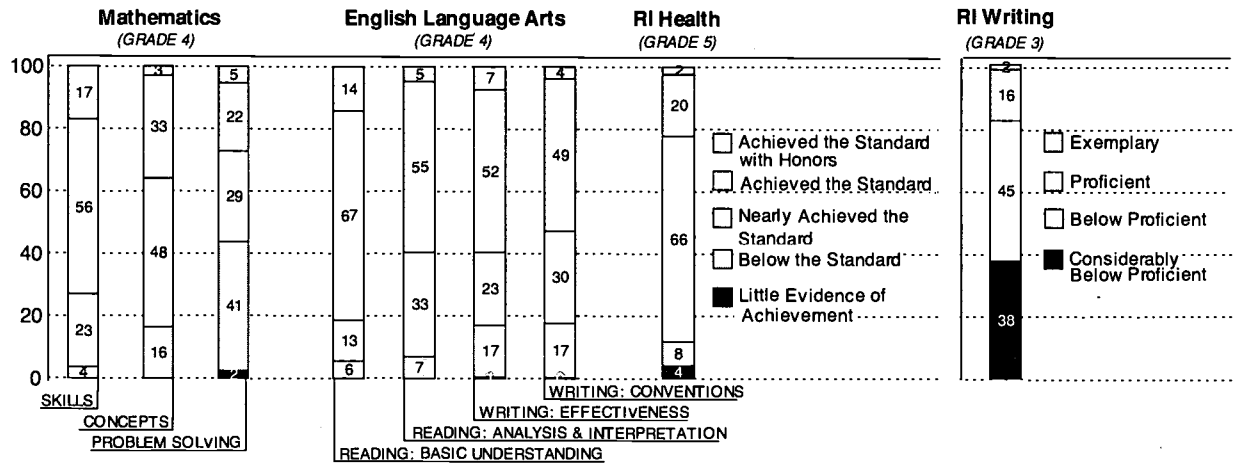 Mathematics
(GRADE 4)
English Language Arts
(GRADE 4)
RI Health
(GRADE 5)
RI Writing
(GRADE 3)
100
80
60
40
20
0
17
56
23
4
3
33
48
16
5
22
29
41
2
14
67
13
6
5
55
33
7
7
52
23
17
4
49
30
17
2
20
66
8
4
Achieved the Standard
with Honors
Achieved the Standard
Nearly Achieved the
Standard
Below the Standard
Little Evidence of
Achievement
2
16
45
38
Exemplary
Proficient
Below Proficient
Considerably
Below Proficient
SKILLS
CONCEPTS
PROBLEM SOLVING
WRITING: CONVENTIONS
WRITING: EFFECTIVENESS
READING: ANALYSIS & INTERPRETATION
READING: BASIC UNDERSTANDING